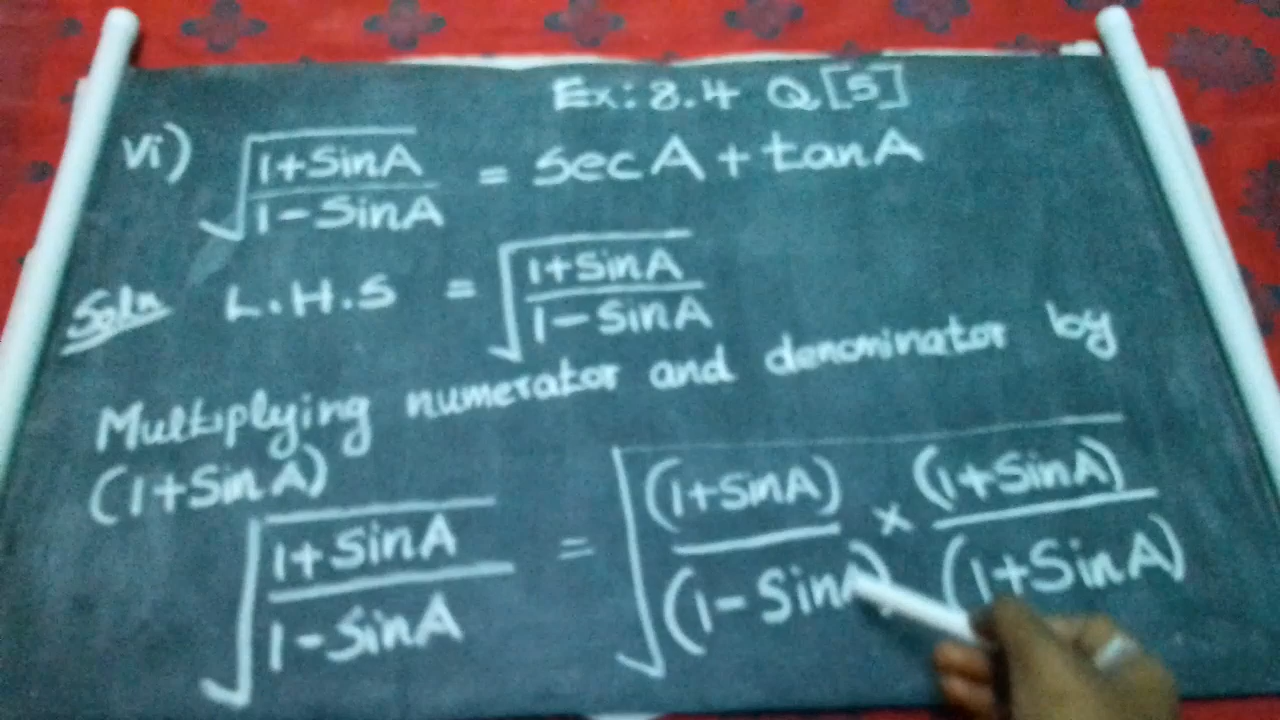 Ex: 8.4 Q [5]
vi) √(1+SinA / 1-SinA) = secA + tanA
Soln L.H.S = √(1+SinA / 1-SinA)
Multiplying numerator and denominator by
(1+SinA)
√(1+SinA / 1-SinA) = √((1+SinA) / (1-SinA) × (1+SinA) / (1+SinA))